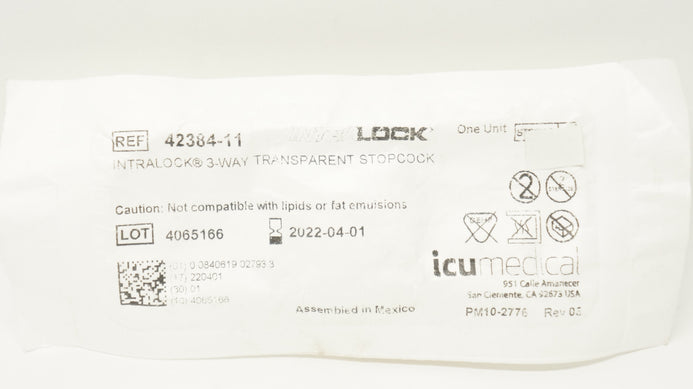 REF 42384-11
LOCK
One Unit
INTRALOCK® 3-WAY TRANSPARENT STOPCOCK
Caution: Not compatible with lipids or fat emulsions
LOT 4065166
2022-04-01
(01) 0 0840619 02793 3
(17) 220401
(30) 01
(10) 4065166
Assembled in Mexico
2
icumedical
951 Calle Amanecer
San Clemente, CA 92673 USA
PM10-2776 Rev 03